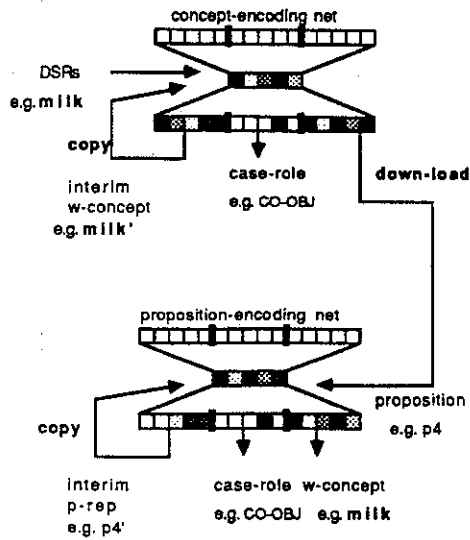 concept-encoding net
DSRs
e.g. milk
copy
interim
w-concept
e.g. milk'
case-role
e.g. CO-OBJ
down-load
proposition-encoding net
proposition
e.g. p4
copy
interim
p-rep
e.g. p4'
case-role w-concept
e.g. CO-OBJ e.g. milk